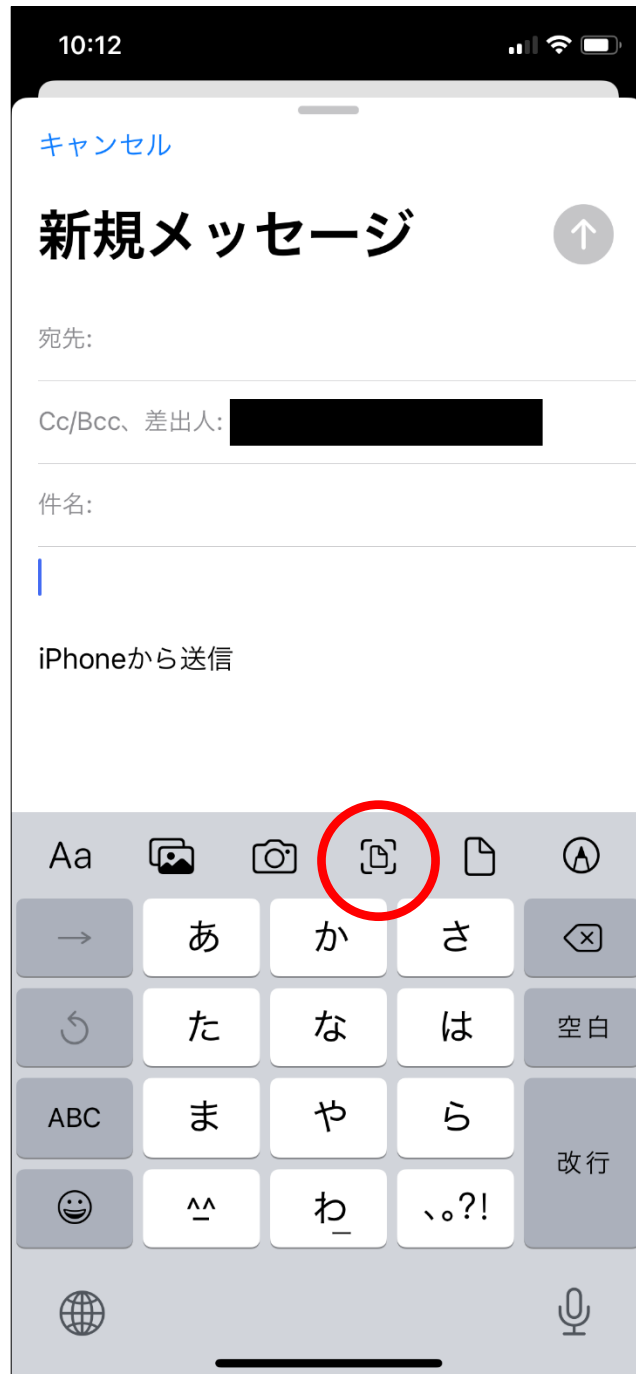 10:12
キャンセル
新規メッセージ
宛先:
Cc/Bcc、差出人:
件名:
iPhoneから送信
Aa
→ あ か さ
た な は 空白
ABC ま や ら
改行
^^ わ 、。?!